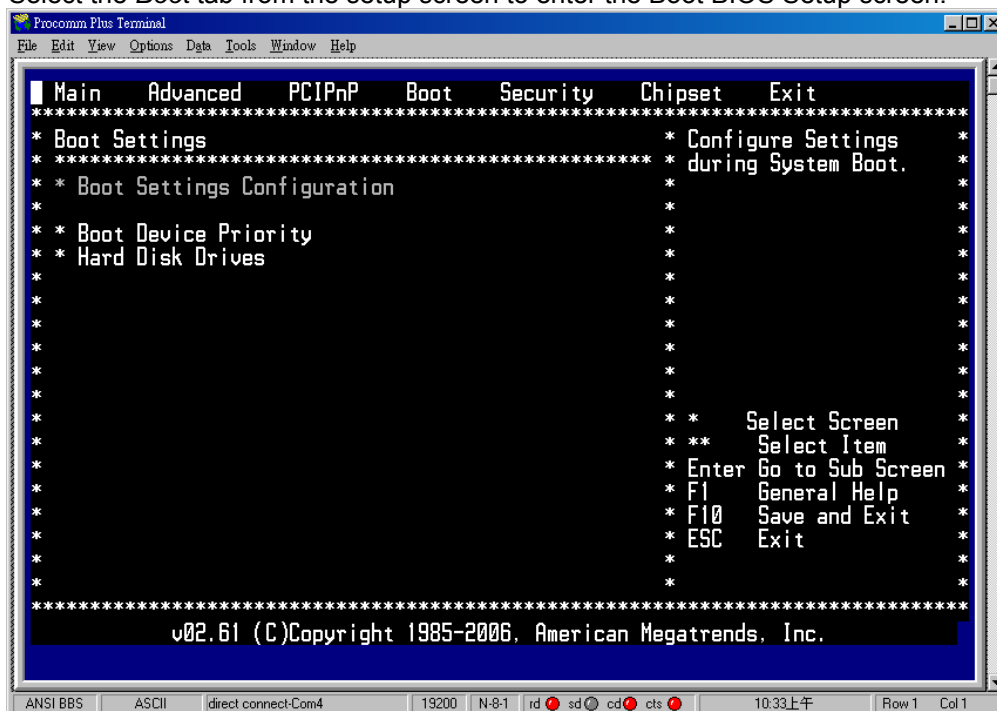 Select the Boot tab from the setup screen to enter the Boot BIOS Setup screen.
Procomm Plus Terminal
File Edit View Options Data Tools Window Help
Main Advanced PCIPnP Boot Security Chipset Exit
********************************************************************************
* Boot Settings * Configure Settings *
* *************************************************** * during System Boot. *
* * Boot Settings Configuration * *
* * *
* * Boot Device Priority * *
* * Hard Disk Drives * *
* * *
* * *
* * *
* * *
* * *
* * *
* * * Select Screen *
* * ** Select Item *
* * Enter Go to Sub Screen *
* * F1 General Help *
* * F10 Save and Exit *
* * ESC Exit *
* * *
* * *
********************************************************************************
v02.61 (C)Copyright 1985-2006, American Megatrends, Inc.
ANSI BBS ASCII direct connect-Com4 19200 N-8-1 rd sd cd cts 10:33上午 Row 1 Col 1